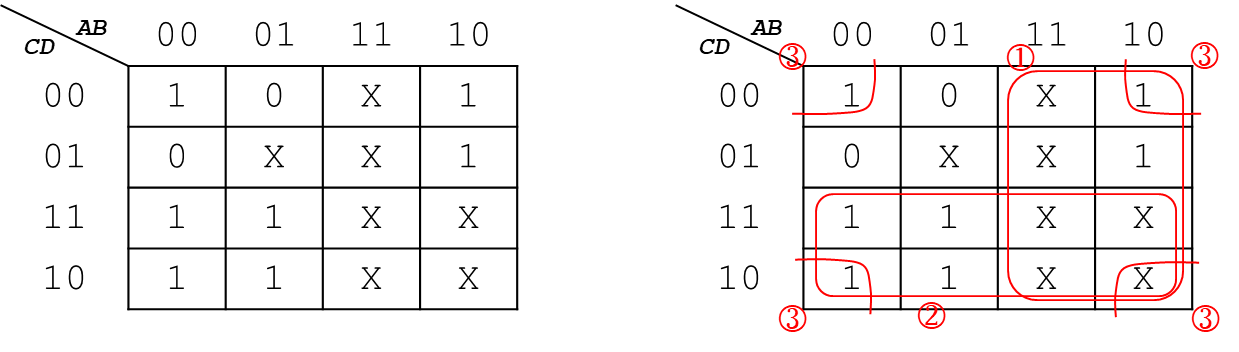 AB
CD 00 01 11 10
00 1 0 X 1
01 0 X X 1
11 1 1 X X
10 1 1 X X
AB
CD 00 01 11 10
③ ① ③
00 1 0 X 1
01 0 X X 1
11 1 1 X X
10 1 1 X X
③ ② ③